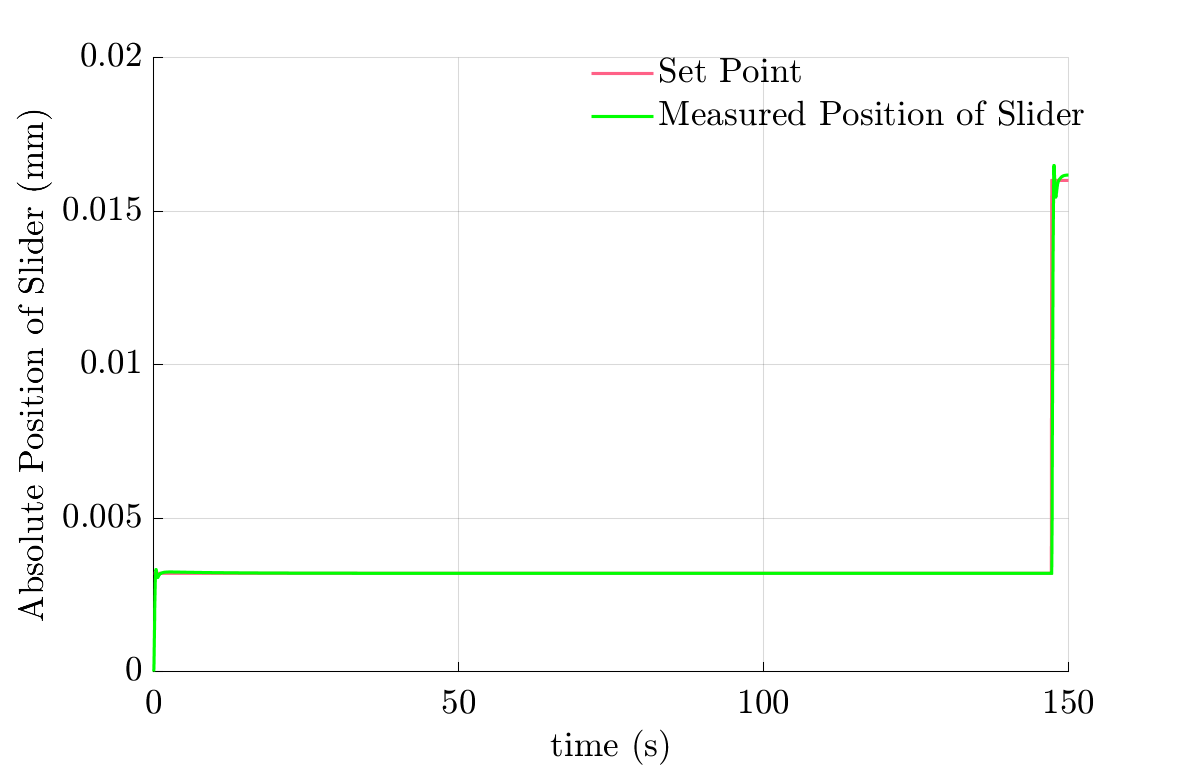 0.02
0.015
0.01
0.005
0
Absolute Position of Slider (mm)
Set Point
Measured Position of Slider
0
50
100
150
time (s)